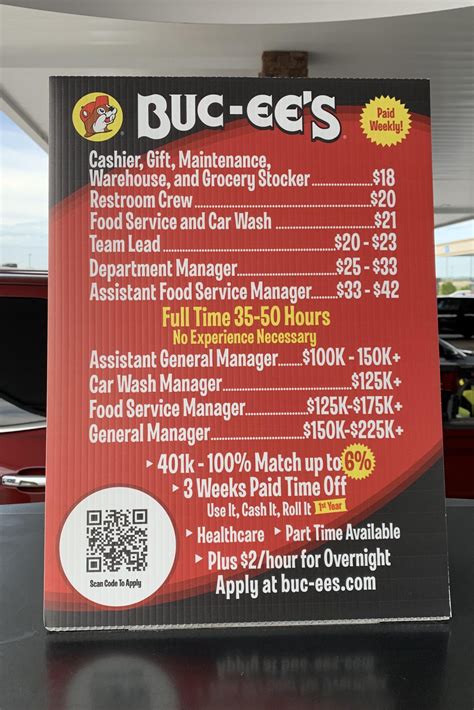 BUC-EE'S
Paid
Weekly!
Cashier, Gift, Maintenance,
Warehouse, and Grocery Stocker..............$18
Restroom Crew......................................$20
Food Service and Car Wash ......................$21
Team Lead ....................................$20 - $23
Department Manager......................$25 - $33
Assistant Food Service Manager.......$33 - $42
Full Time 35-50 Hours
No Experience Necessary
Assistant General Manager.......$100K - 150K+
Car Wash Manager ..........................$125K+
Food Service Manager...............$125K-$175K+
General Manager.....................$150K-$225K+
‣ 401k - 100% Match up to 6%
‣ 3 Weeks Paid Time Off
Use It, Cash It, Roll It 1st Year
‣ Healthcare ‣ Part Time Available
‣ Plus $2/hour for Overnight
Apply at buc-ees.com
Scan Code To Apply